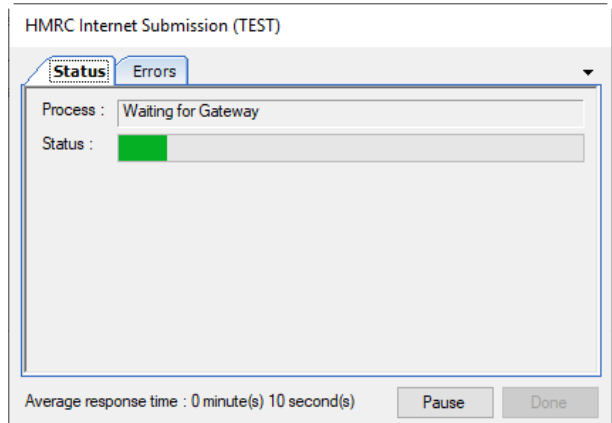 HMRC Internet Submission (TEST)
Status Errors
Process : Waiting for Gateway
Status :
Average response time : 0 minute(s) 10 second(s) Pause Done